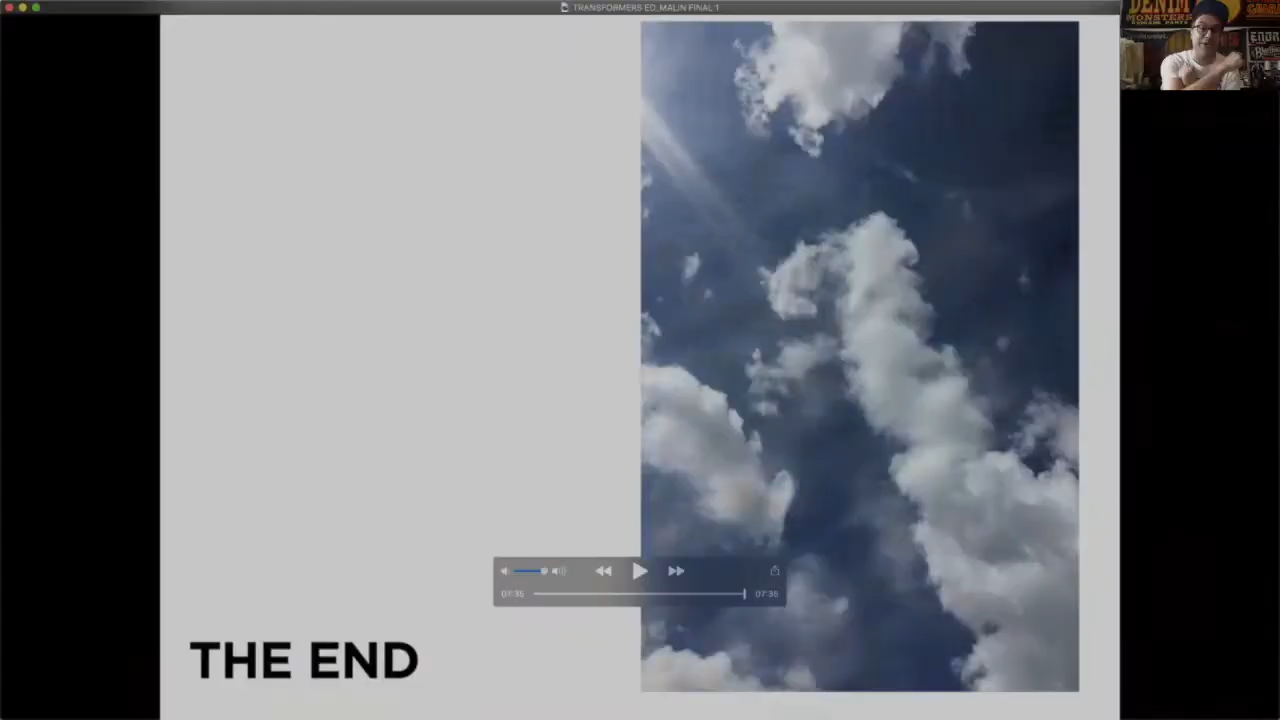 TRANSFORMERS ED_MALIN FINAL 1
DENIM
MONSTERS
07:35
07:36
THE END